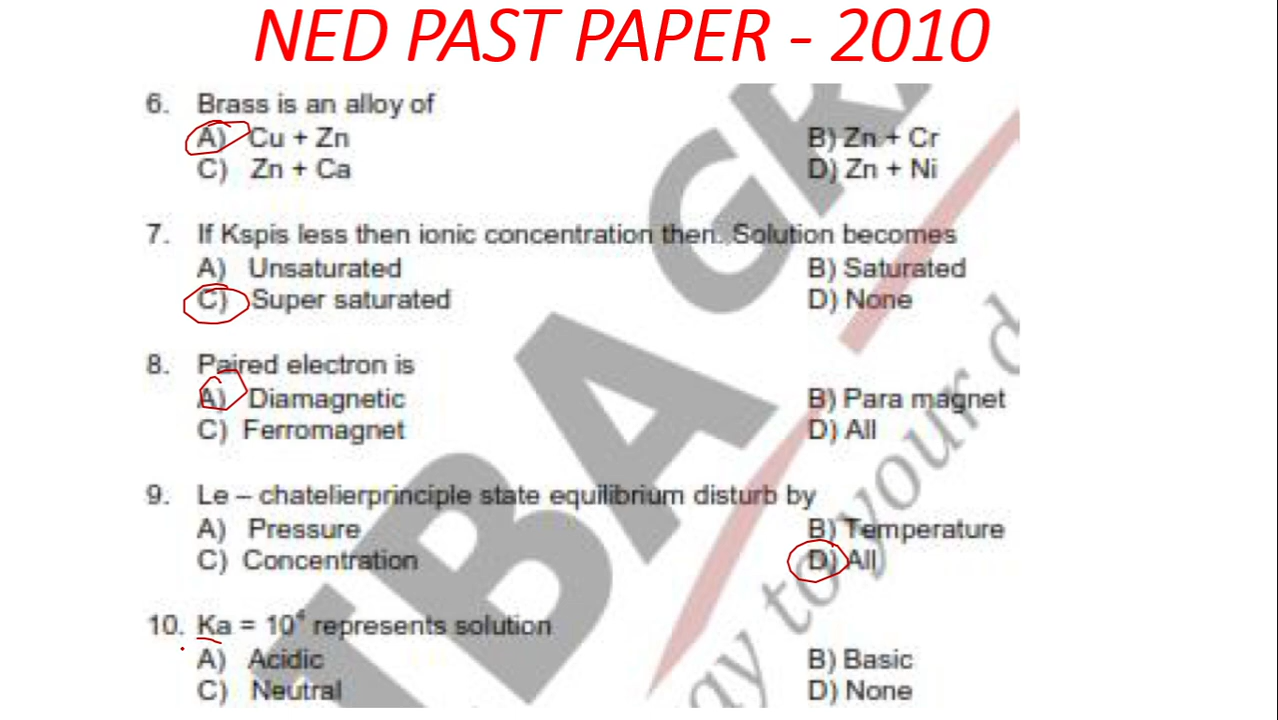 NED PAST PAPER - 2010
6. Brass is an alloy of
A) Cu + Zn B) Zn + Cr
C) Zn + Ca D) Zn + Ni
7. If Kspis less then ionic concentration then. Solution becomes
A) Unsaturated B) Saturated
C) Super saturated D) None
8. Paired electron is
A) Diamagnetic B) Para magnet
C) Ferromagnet D) All
9. Le – chatelierprinciple state equilibrium disturb by
A) Pressure B) Temperature
C) Concentration D) All
10. Ka = 10⁴ represents solution
A) Acidic B) Basic
C) Neutral D) None